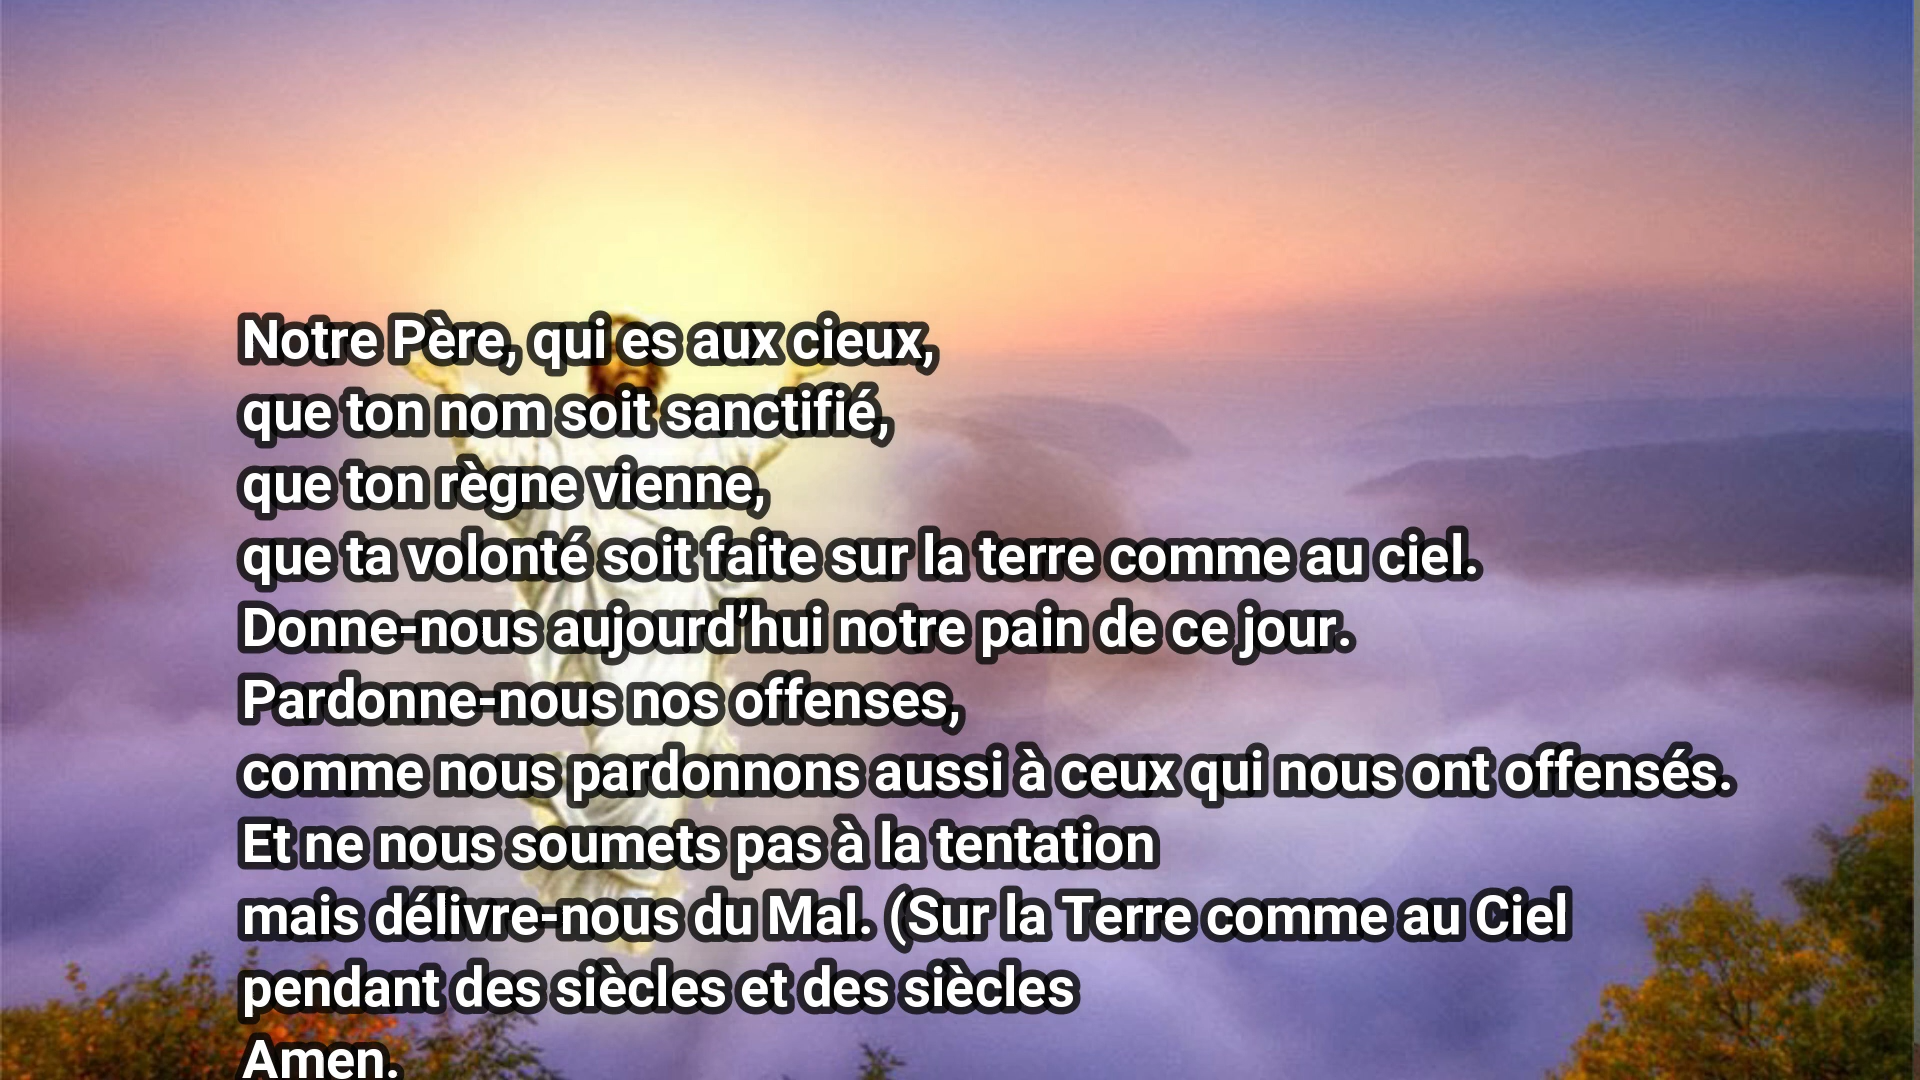 Notre Père, qui es aux cieux,
que ton nom soit sanctifié,
que ton règne vienne,
que ta volonté soit faite sur la terre comme au ciel.
Donne-nous aujourd’hui notre pain de ce jour.
Pardonne-nous nos offenses,
comme nous pardonnons aussi à ceux qui nous ont offensés.
Et ne nous soumets pas à la tentation
mais délivre-nous du Mal. (Sur la Terre comme au Ciel
pendant des siècles et des siècles
Amen.